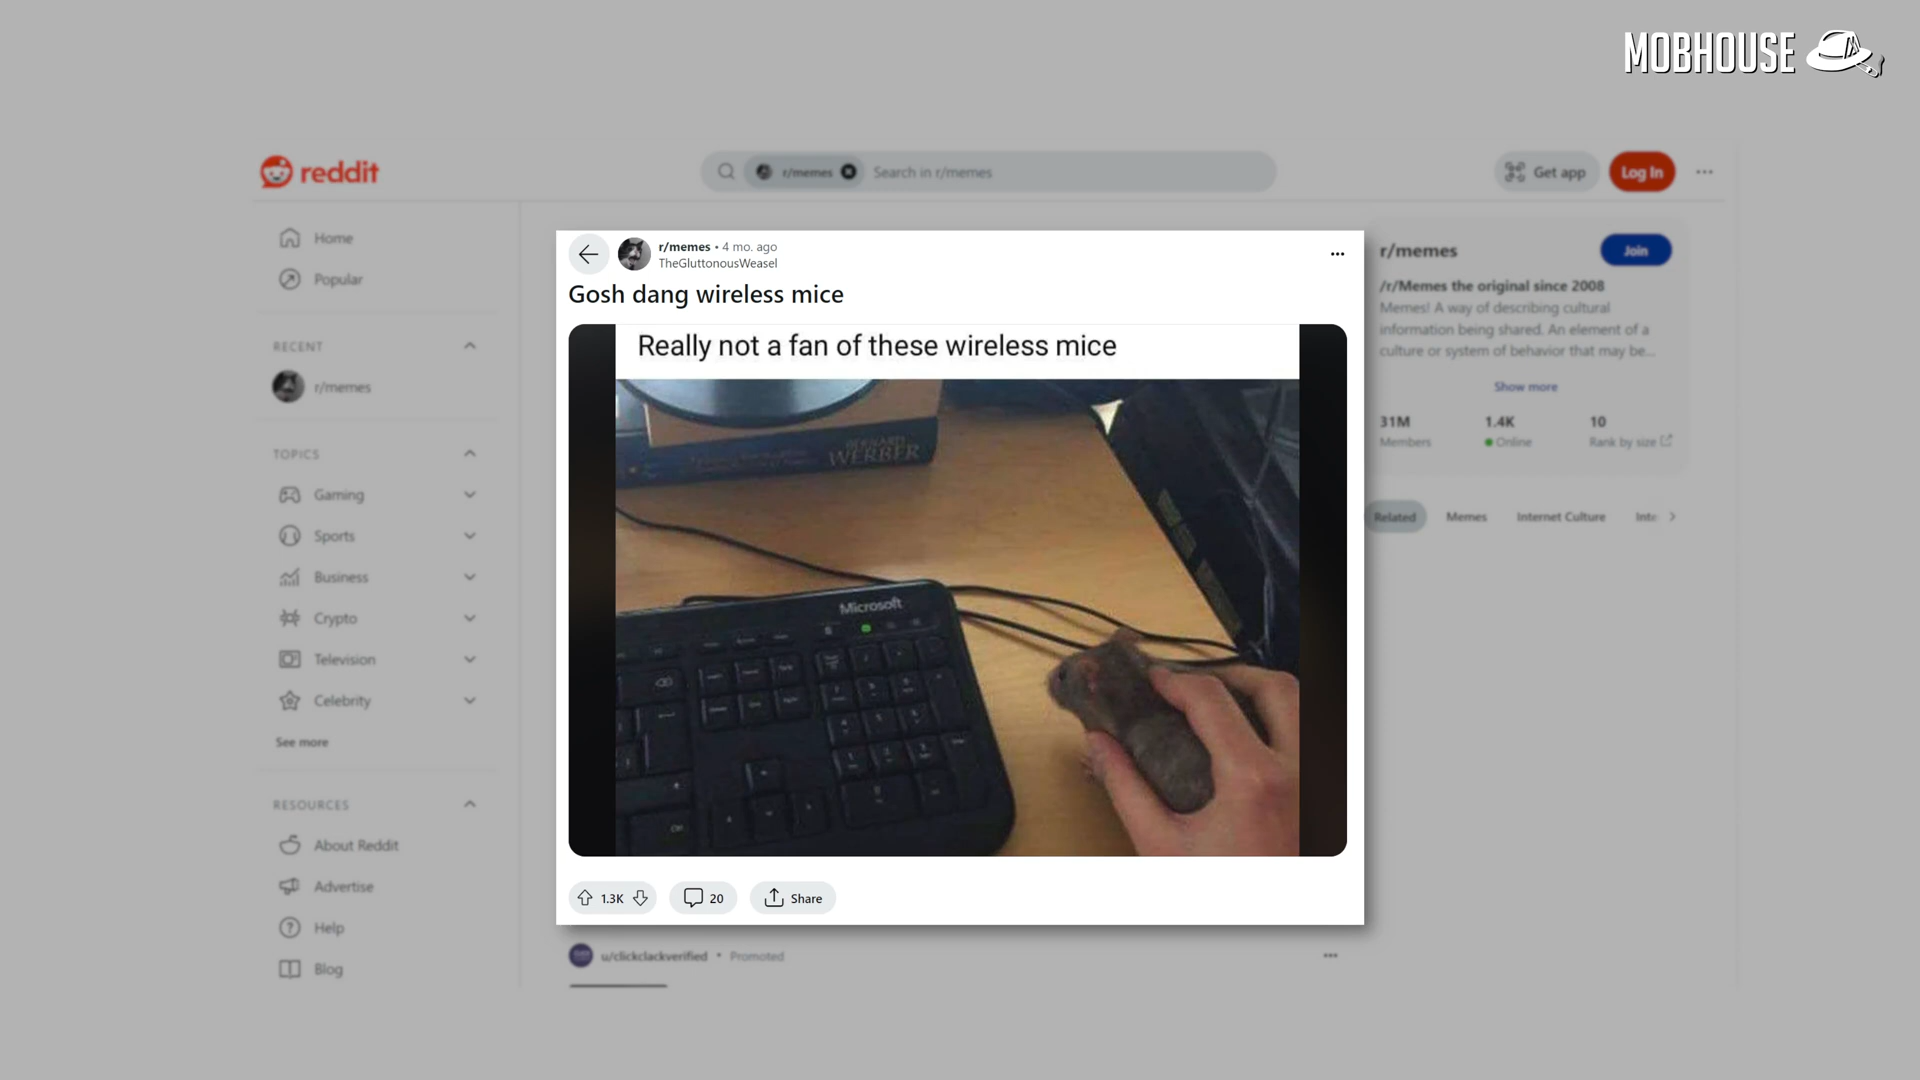 MOBHOUSE
reddit
r/memes
Search in r/memes
Get app
Log In
Home
Popular
RECENT
r/memes
TOPICS
Gaming
Sports
Business
Crypto
Television
Celebrity
See more
RESOURCES
About Reddit
Advertise
Help
Blog
r/memes • 4 mo. ago
TheGluttonousWeasel
Gosh dang wireless mice
Really not a fan of these wireless mice
BERNARD
WERBER
Microsoft
1.3K
20
Share
u/clickclackverified • Promoted
r/memes
Join
/r/Memes the original since 2008
Memes! A way of describing cultural
information being shared. An element of a
culture or system of behavior that may be...
Show more
31M 1.4K 10
Members Online Rank by size
Related Memes Internet Culture Inte